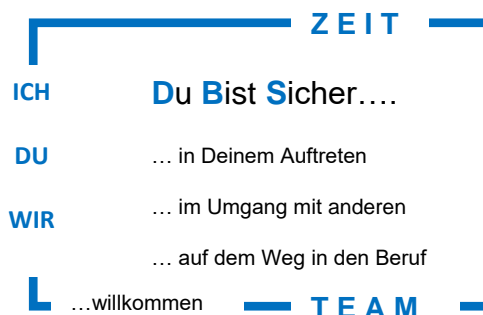 ZEIT
ICH
Du Bist Sicher....
DU
... in Deinem Auftreten
... im Umgang mit anderen
WIR
... auf dem Weg in den Beruf
...willkommen
TEAM